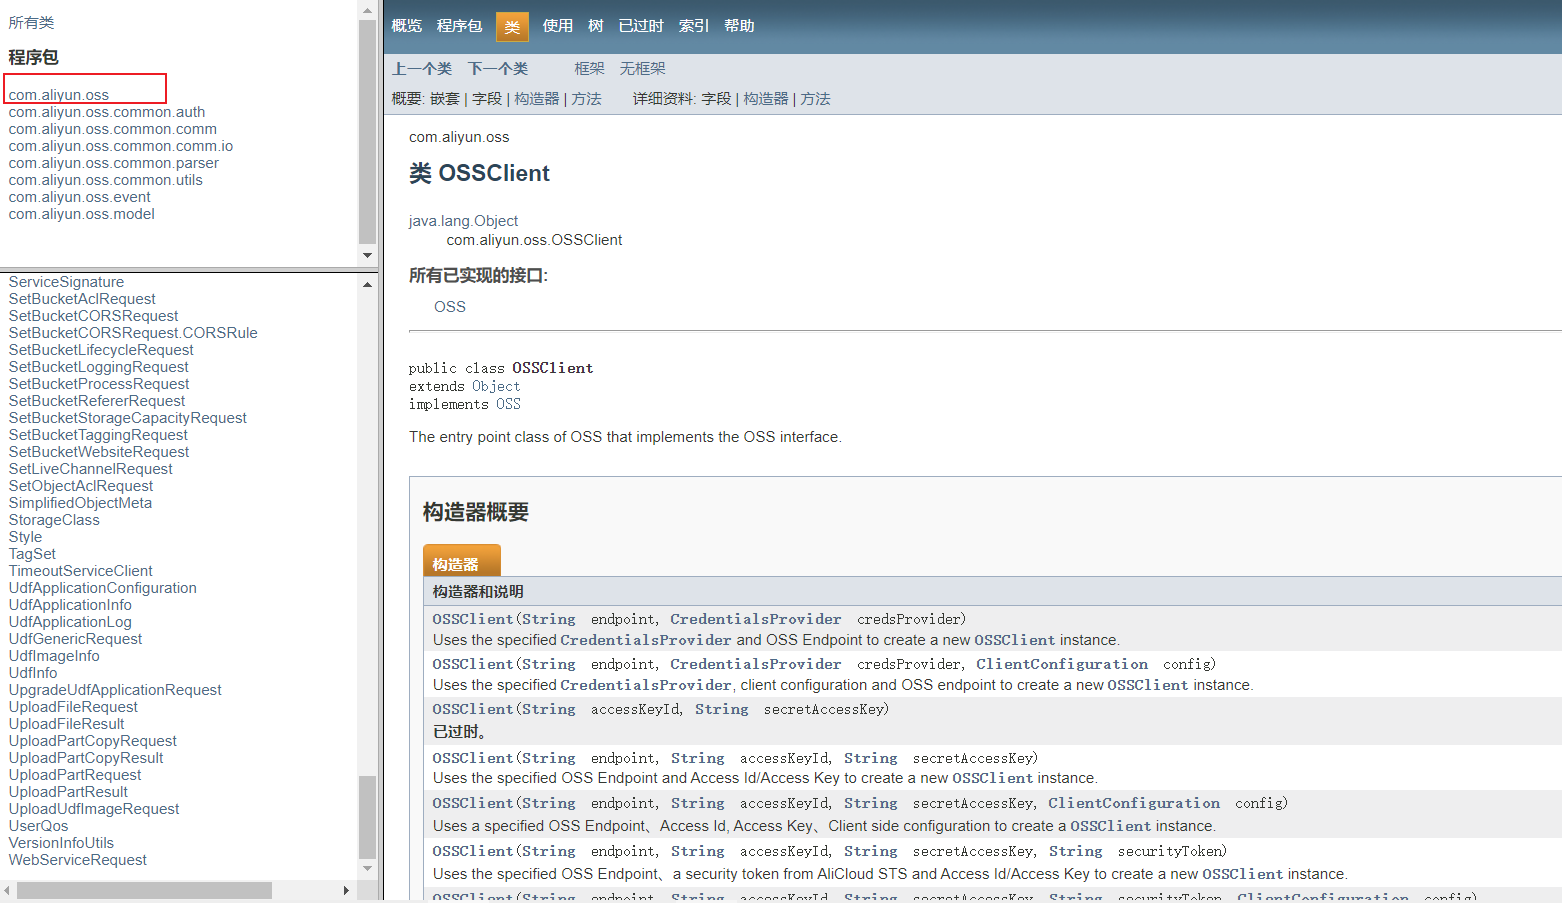 所有类
程序包
com.aliyun.oss
com.aliyun.oss.common.auth
com.aliyun.oss.common.comm
com.aliyun.oss.common.comm.io
com.aliyun.oss.common.parser
com.aliyun.oss.common.utils
com.aliyun.oss.event
com.aliyun.oss.model
ServiceSignature
SetBucketAclRequest
SetBucketCORSRequest
SetBucketCORSRequest.CORSRule
SetBucketLifecycleRequest
SetBucketLoggingRequest
SetBucketProcessRequest
SetBucketRefererRequest
SetBucketStorageCapacityRequest
SetBucketTaggingRequest
SetBucketWebsiteRequest
SetLiveChannelRequest
SetObjectAclRequest
SimplifiedObjectMeta
StorageClass
Style
TagSet
TimeoutServiceClient
UdfApplicationConfiguration
UdfApplicationInfo
UdfApplicationLog
UdfGenericRequest
UdfImageInfo
UdfInfo
UpgradeUdfApplicationRequest
UploadFileRequest
UploadFileResult
UploadPartCopyRequest
UploadPartCopyResult
UploadPartRequest
UploadPartResult
UploadUdfImageRequest
UserQos
VersionInfoUtils
WebServiceRequest
概览 程序包 类 使用 树 已过时 索引 帮助
上一个类 下一个类 框架 无框架
概要: 嵌套 | 字段 | 构造器 | 方法 详细资料: 字段 | 构造器 | 方法
com.aliyun.oss
类 OSSClient
java.lang.Object
com.aliyun.oss.OSSClient
所有已实现的接口:
OSS
public class OSSClient
extends Object
implements OSS
The entry point class of OSS that implements the OSS interface.
构造器概要
构造器
构造器和说明
OSSClient(String endpoint, CredentialsProvider credsProvider)
Uses the specified CredentialsProvider and OSS Endpoint to create a new OSSClient instance.
OSSClient(String endpoint, CredentialsProvider credsProvider, ClientConfiguration config)
Uses the specified CredentialsProvider, client configuration and OSS endpoint to create a new OSSClient instance.
OSSClient(String accessKeyId, String secretAccessKey)
已过时。
OSSClient(String endpoint, String accessKeyId, String secretAccessKey)
Uses the specified OSS Endpoint and Access Id/Access Key to create a new OSSClient instance.
OSSClient(String endpoint, String accessKeyId, String secretAccessKey, ClientConfiguration config)
Uses a specified OSS Endpoint、Access Id, Access Key、Client side configuration to create a OSSClient instance.
OSSClient(String endpoint, String accessKeyId, String secretAccessKey, String securityToken)
Uses the specified OSS Endpoint、a security token from AliCloud STS and Access Id/Access Key to create a new OSSClient instance.
OSSClient(String endpoint, String accessKeyId, String secretAccessKey, String securityToken, ClientConfiguration config)